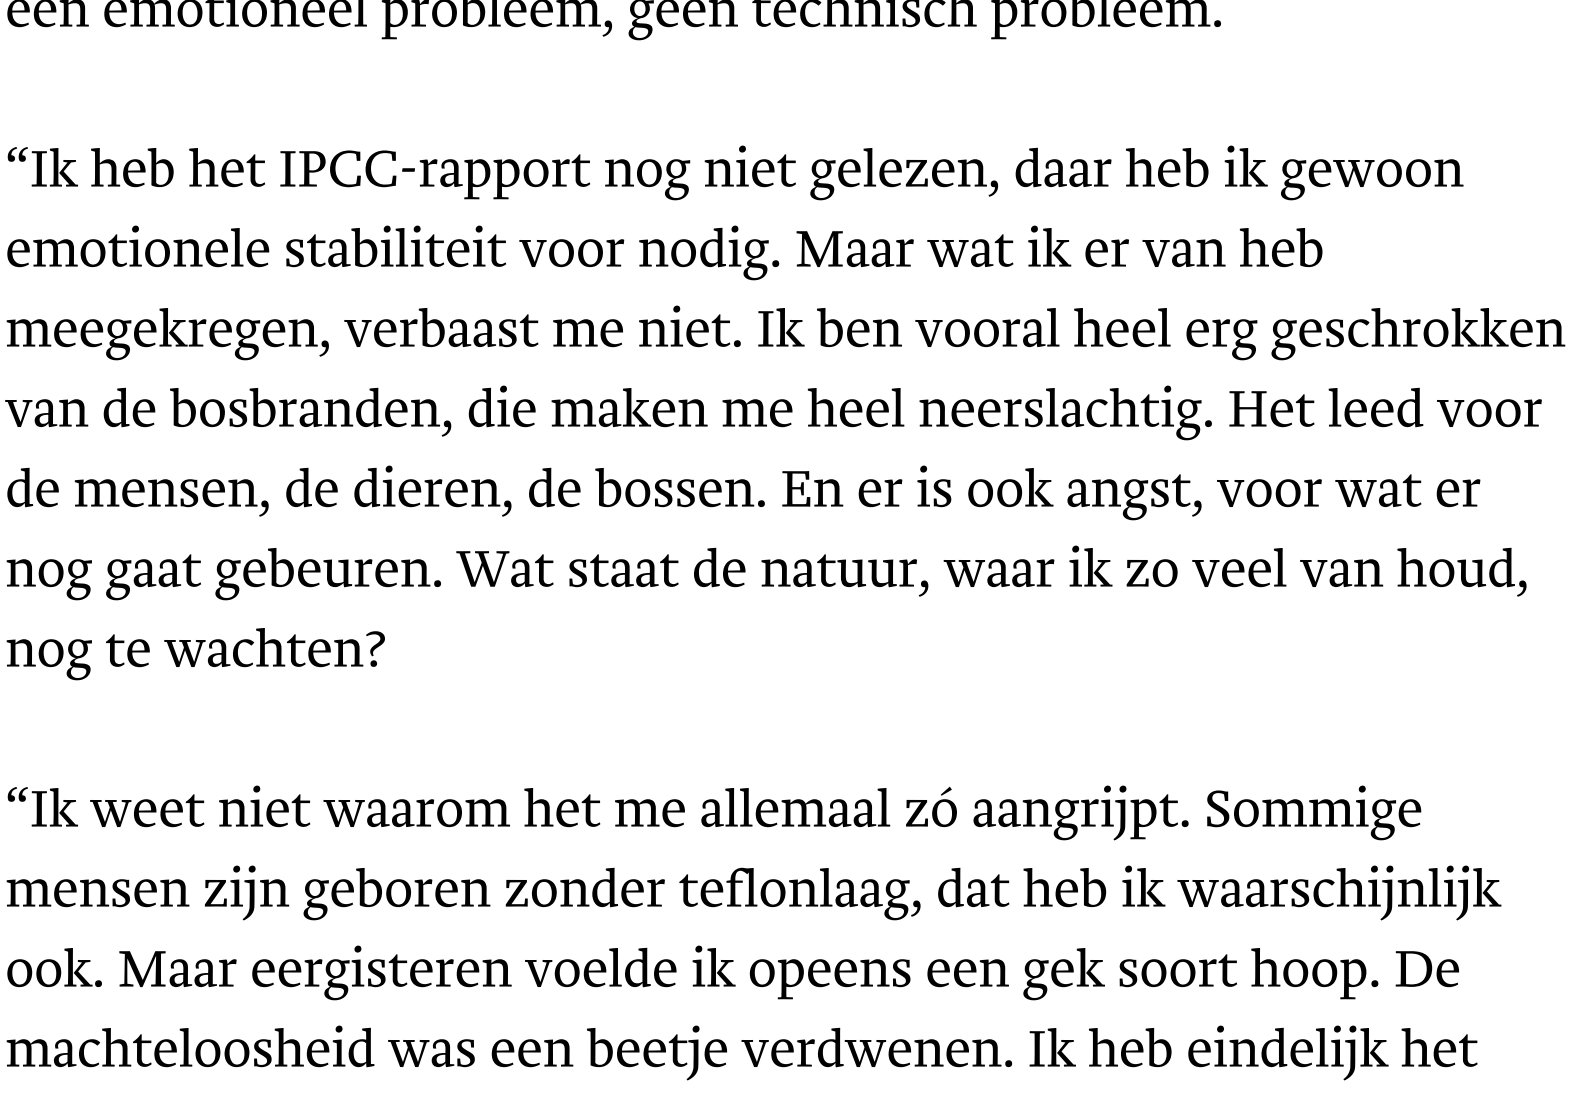 een emotioneel probleem, geen technisch probleem.
“Ik heb het IPCC-rapport nog niet gelezen, daar heb ik gewoon
emotionele stabiliteit voor nodig. Maar wat ik er van heb
meegekregen, verbaast me niet. Ik ben vooral heel erg geschrokken
van de bosbranden, die maken me heel neerslachtig. Het leed voor
de mensen, de dieren, de bossen. En er is ook angst, voor wat er
nog gaat gebeuren. Wat staat de natuur, waar ik zo veel van houd,
nog te wachten?
“Ik weet niet waarom het me allemaal zó aangrijpt. Sommige
mensen zijn geboren zonder teflonlaag, dat heb ik waarschijnlijk
ook. Maar eergisteren voelde ik opeens een gek soort hoop. De
machteloosheid was een beetje verdwenen. Ik heb eindelijk het